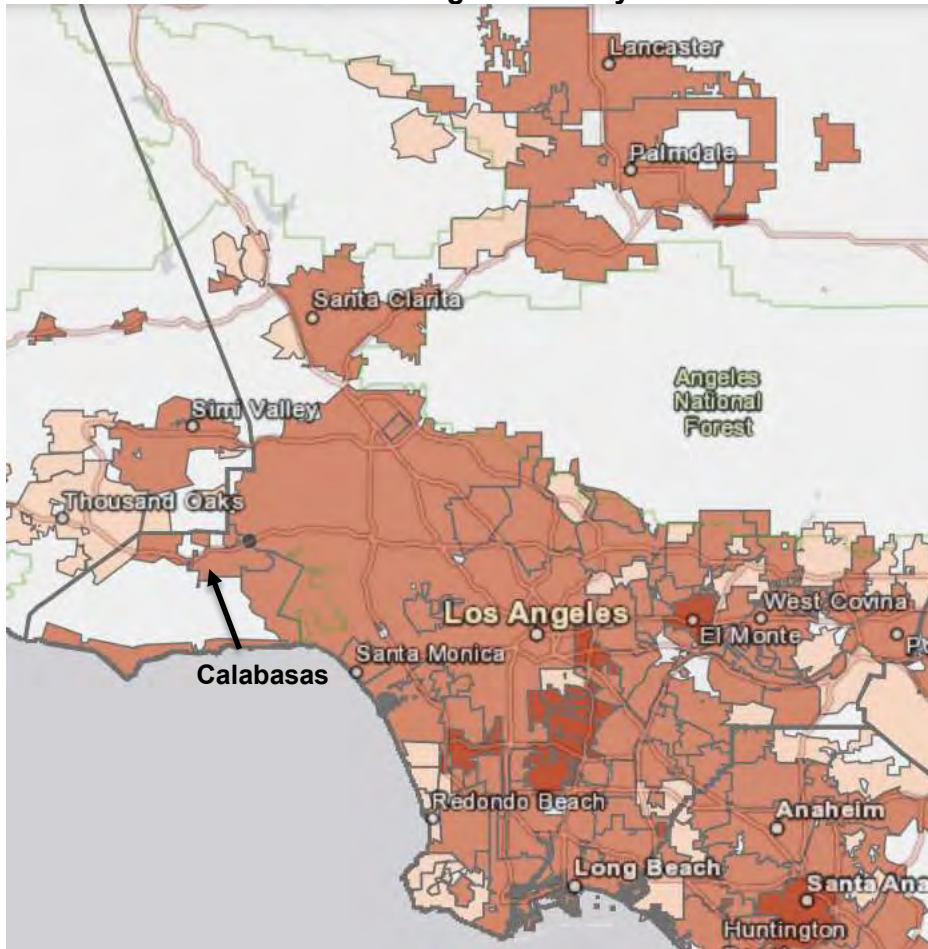 Lancaster
Palmdale
Santa Clarita
Angeles
National
Forest
Simi Valley
Thousand Oaks
Los Angeles
West Covina
El Monte
Santa Monica
Calabasas
Redondo Beach
Anaheim
Long Beach
Santa Ana
Huntington